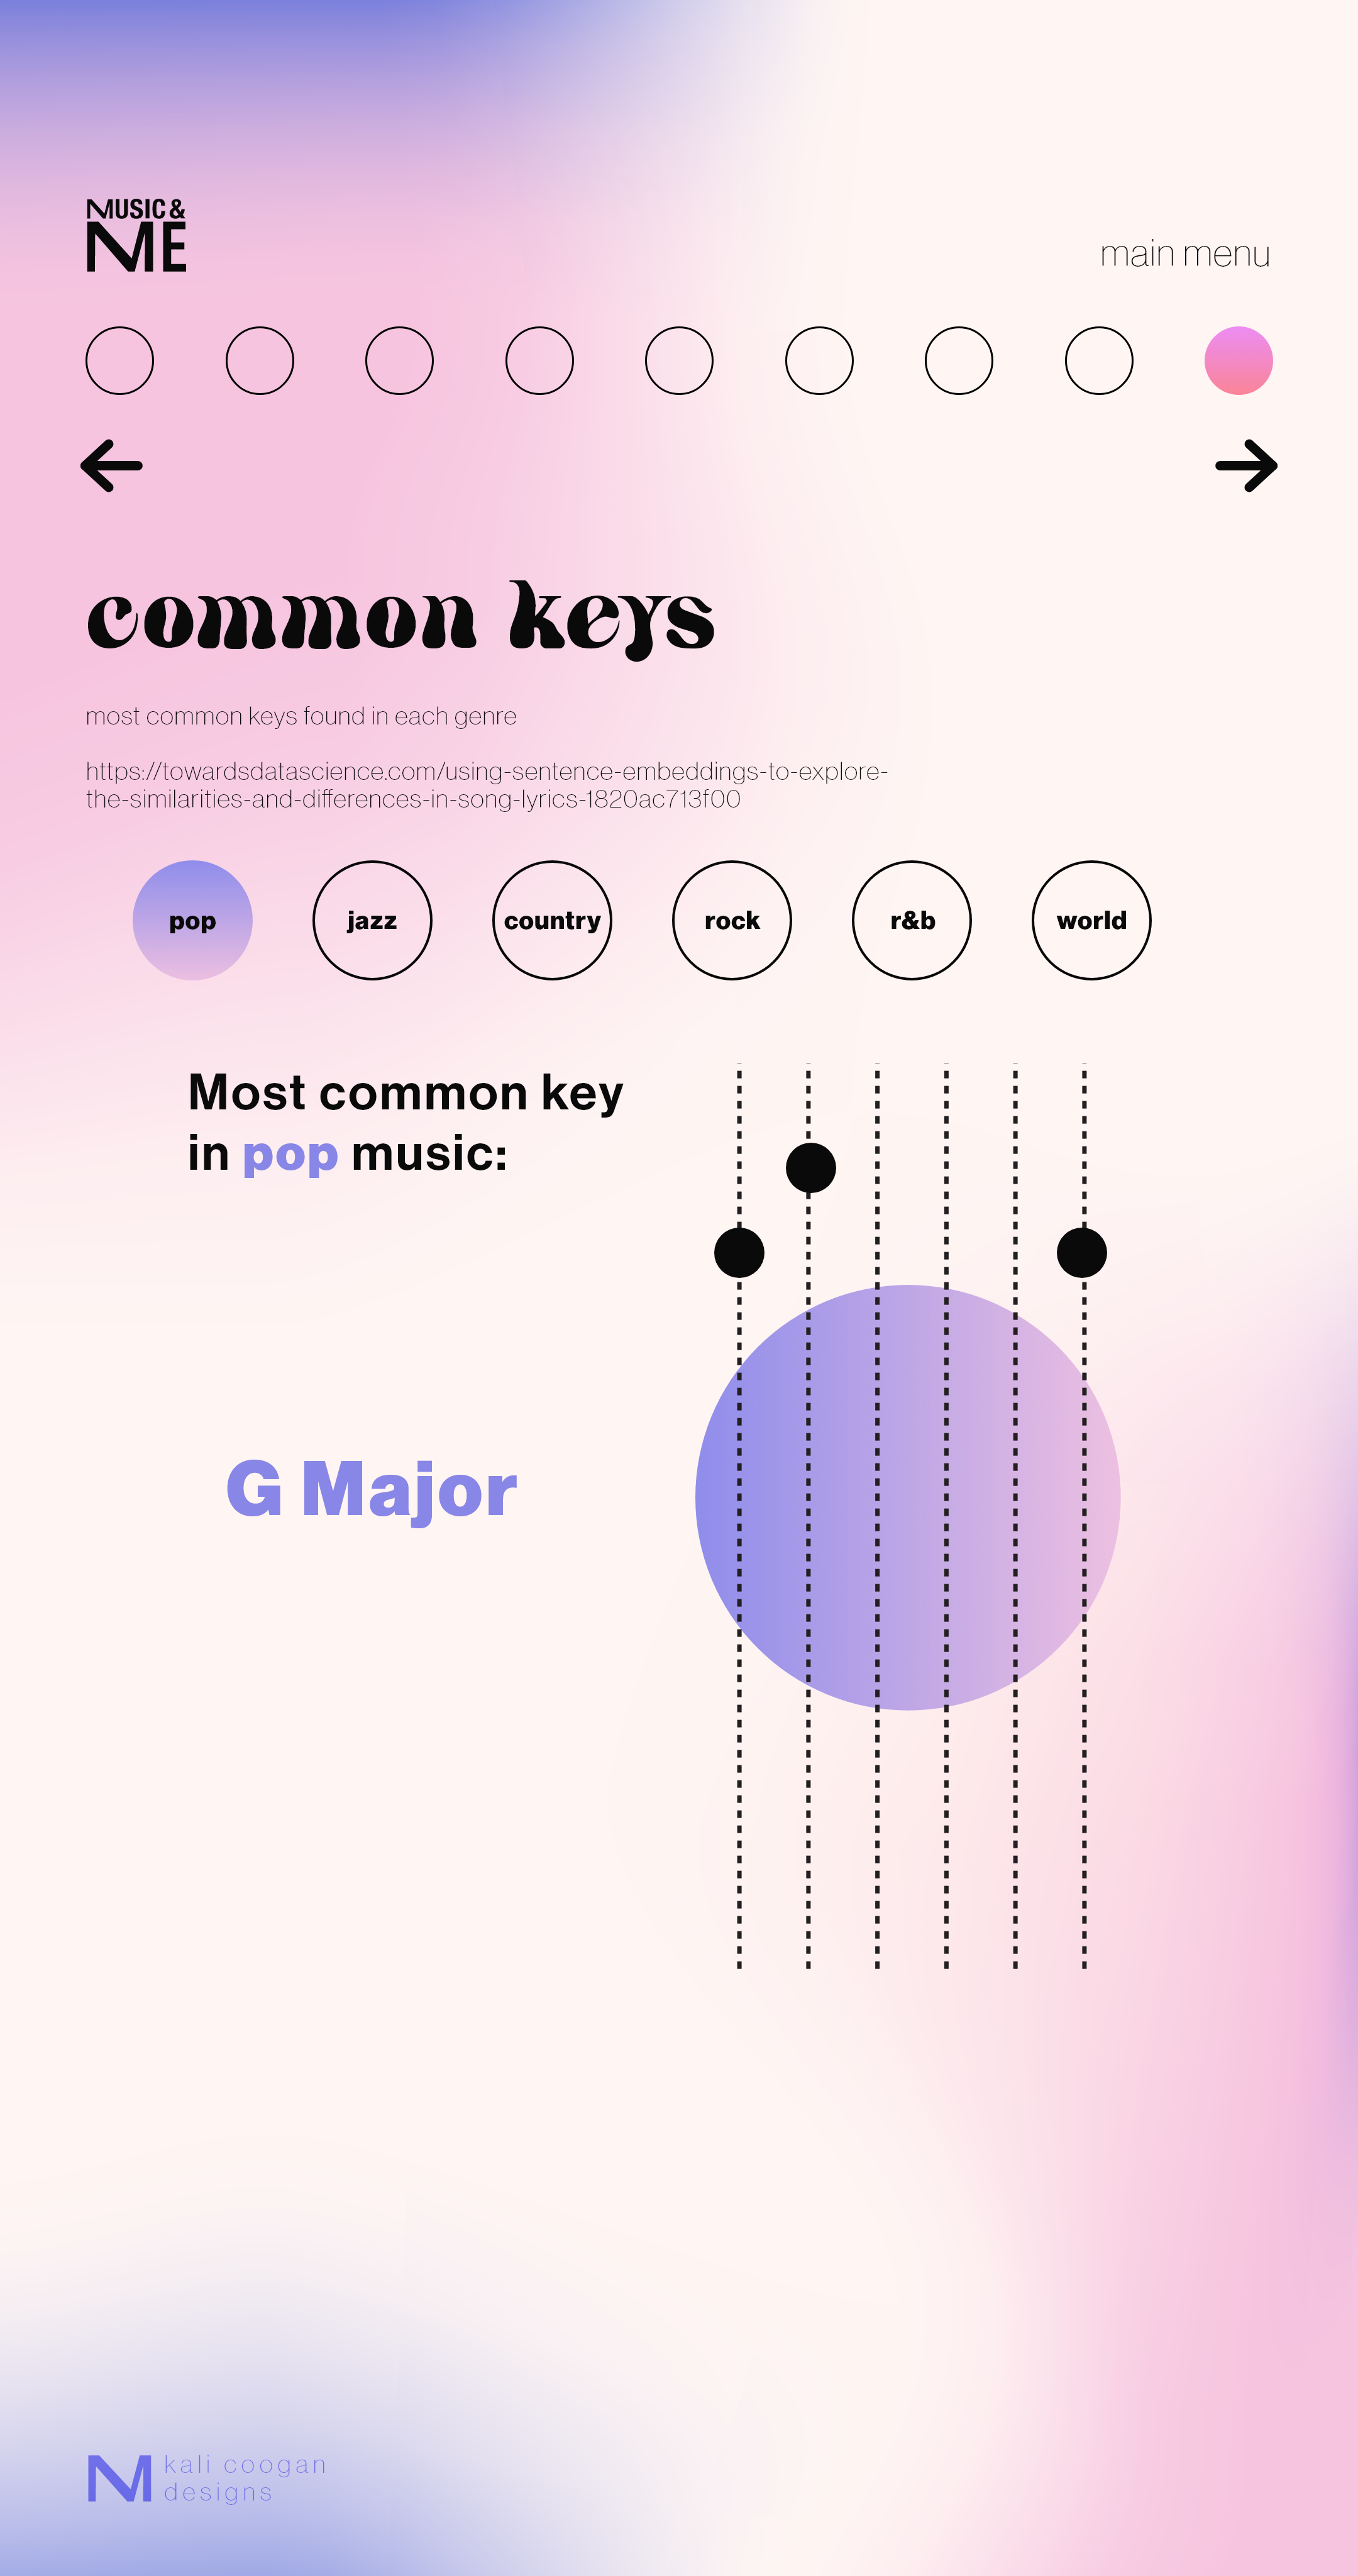 MUSIC &
ME
main menu
common keys
most common keys found in each genre
https://towardsdatascience.com/using-sentence-embeddings-to-explore-
the-similarities-and-differences-in-song-lyrics-1820ac713f00
pop jazz country rock r&b world
Most common key
in pop music:
G Major
M kali coogan
designs